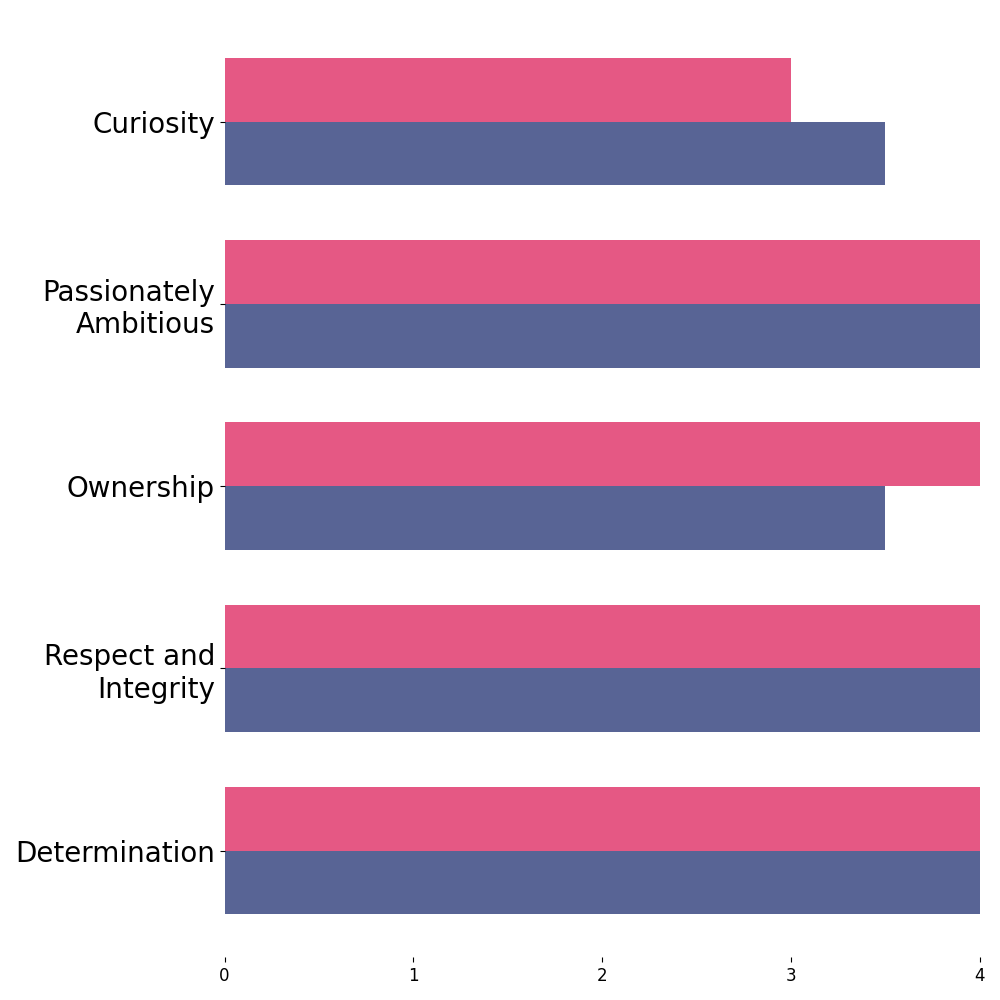 Curiosity
Passionately
Ambitious
Ownership
Respect and
Integrity
Determination
0 1 2 3 4